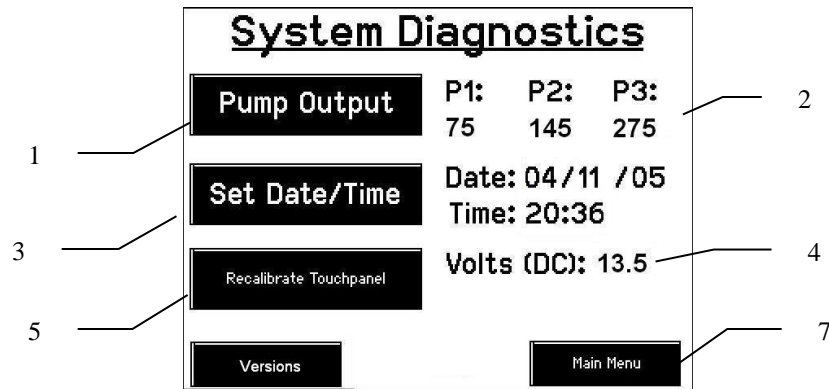 System Diagnostics
Pump Output
P1: P2: P3:
75 145 275
2
1
Set Date/Time
Date: 04/11 /05
Time: 20:36
3
Recalibrate Touchpanel
Volts (DC): 13.5
4
5
Versions
Main Menu
7